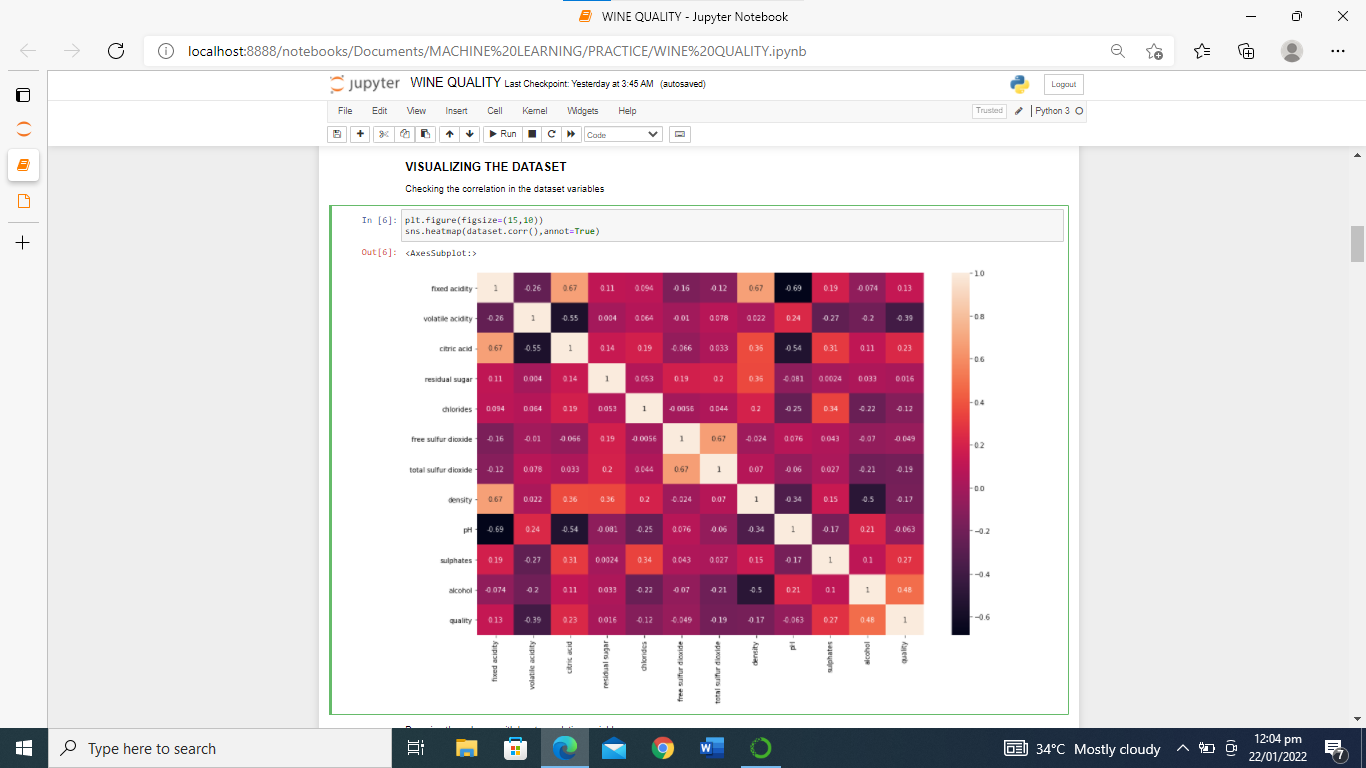 WINE QUALITY - Jupyter Notebook
localhost:8888/notebooks/Documents/MACHINE%20LEARNING/PRACTICE/WINE%20QUALITY.ipynb
jupyter WINE QUALITY Last Checkpoint: Yesterday at 3:45 AM (autosaved)
Logout
File Edit View Insert Cell Kernel Widgets Help
Trusted Python 3
Run Code
VISUALIZING THE DATASET
Checking the correlation in the dataset variables
In [6]: plt.figure(figsize=(15,10))
sns.heatmap(dataset.corr(),annot=True)
Out[6]: <AxesSubplot:>
fixed acidity 1 -0.26 0.67 0.11 0.094 -0.16 -0.12 0.67 -0.69 0.19 -0.074 0.13
volatile acidity -0.26 1 -0.55 0.004 0.064 -0.01 0.078 0.022 0.24 -0.27 -0.2 -0.39
citric acid 0.67 -0.55 1 0.14 0.19 -0.066 0.033 0.36 -0.54 0.31 0.11 0.23
residual sugar 0.11 0.004 0.14 1 0.053 0.19 0.2 0.36 -0.081 0.0024 0.033 0.016
chlorides 0.094 0.064 0.19 0.053 1 -0.0056 0.044 0.2 -0.25 0.34 -0.22 -0.12
free sulfur dioxide -0.16 -0.01 -0.066 0.19 -0.0056 1 0.67 -0.024 0.076 0.043 -0.07 -0.049
total sulfur dioxide -0.12 0.078 0.033 0.2 0.044 0.67 1 0.07 -0.06 0.027 -0.21 -0.19
density 0.67 0.022 0.36 0.36 0.2 -0.024 0.07 1 -0.34 0.15 -0.5 -0.17
pH -0.69 0.24 -0.54 -0.081 -0.25 0.076 -0.06 -0.34 1 -0.17 0.21 -0.063
sulphates 0.19 -0.27 0.31 0.0024 0.34 0.043 0.027 0.15 -0.17 1 0.1 0.27
alcohol -0.074 -0.2 0.11 0.033 -0.22 -0.07 -0.21 -0.5 0.21 0.1 1 0.48
quality 0.13 -0.39 0.23 0.016 -0.12 -0.049 -0.19 -0.17 -0.063 0.27 0.48 1
fixed acidity volatile acidity citric acid residual sugar chlorides free sulfur dioxide total sulfur dioxide density pH sulphates alcohol quality
1.0
0.8
0.6
0.4
0.2
0.0
-0.2
-0.4
-0.6
Type here to search
34°C Mostly cloudy
12:04 pm
22/01/2022
7